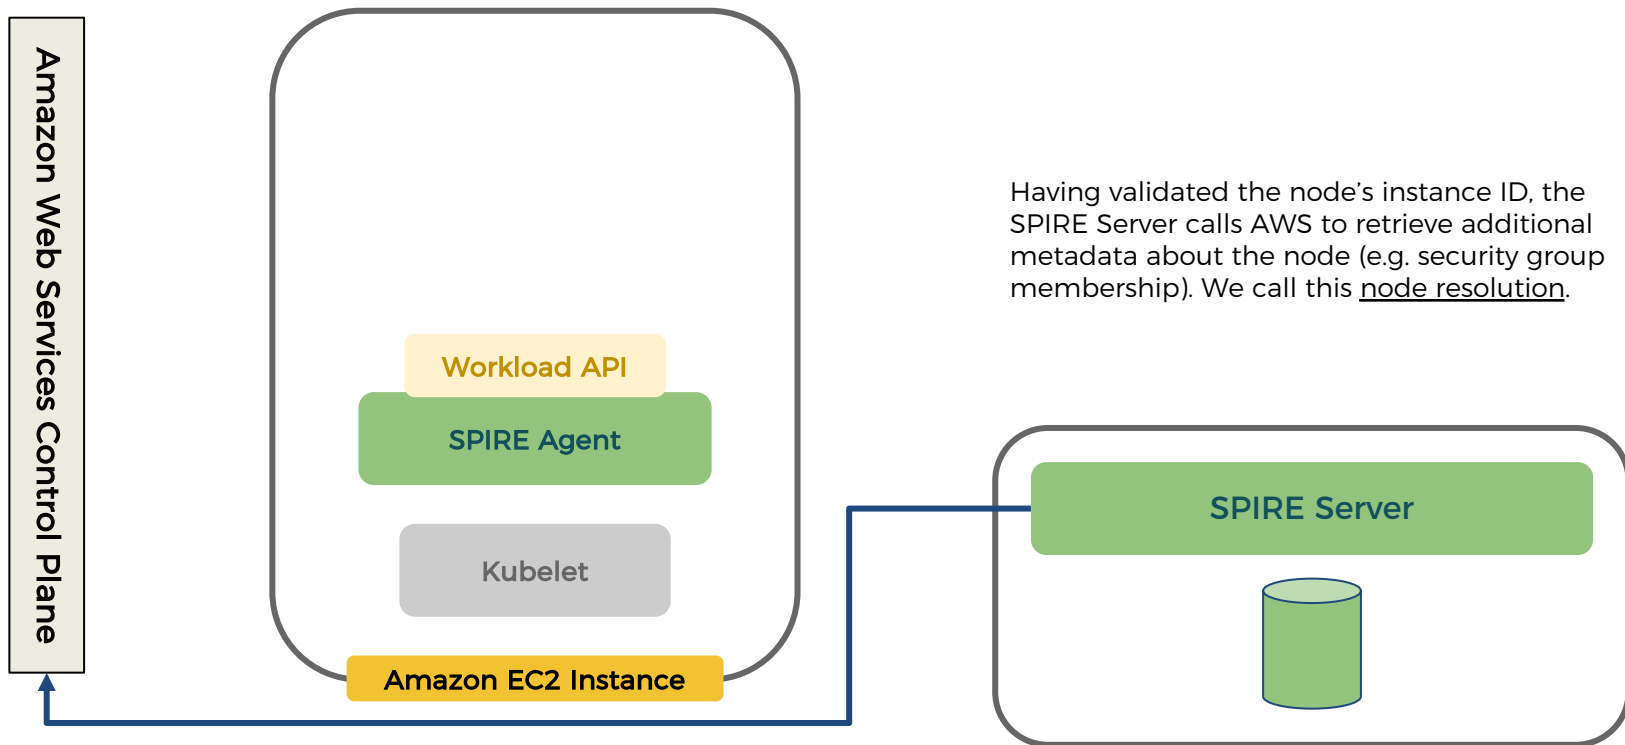 Amazon Web Services Control Plane
Having validated the node’s instance ID, the
SPIRE Server calls AWS to retrieve additional
metadata about the node (e.g. security group
membership). We call this node resolution.
Workload API
SPIRE Agent
Kubelet
Amazon EC2 Instance
SPIRE Server